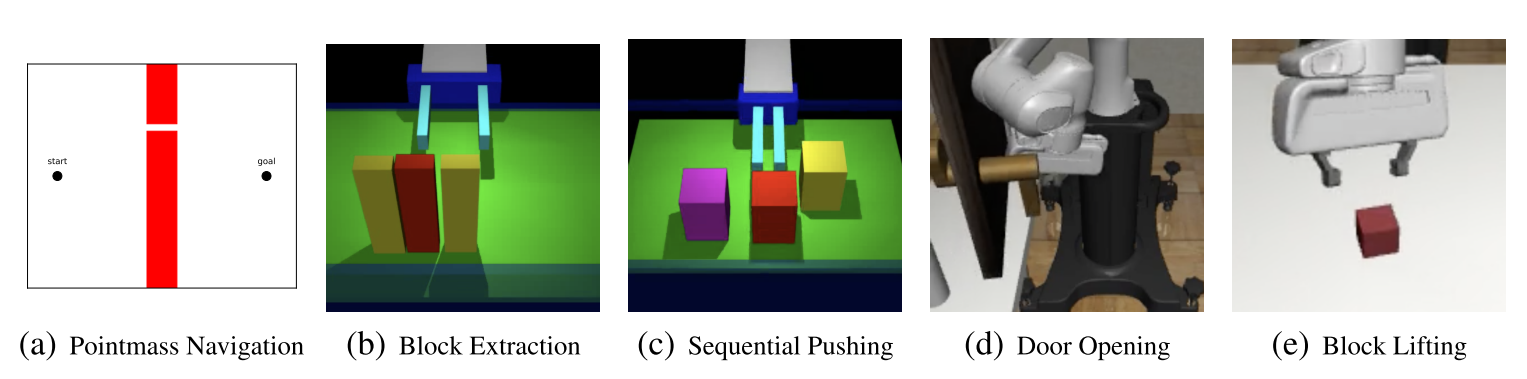 start
goal
(a) Pointmass Navigation
(b) Block Extraction
(c) Sequential Pushing
(d) Door Opening
(e) Block Lifting